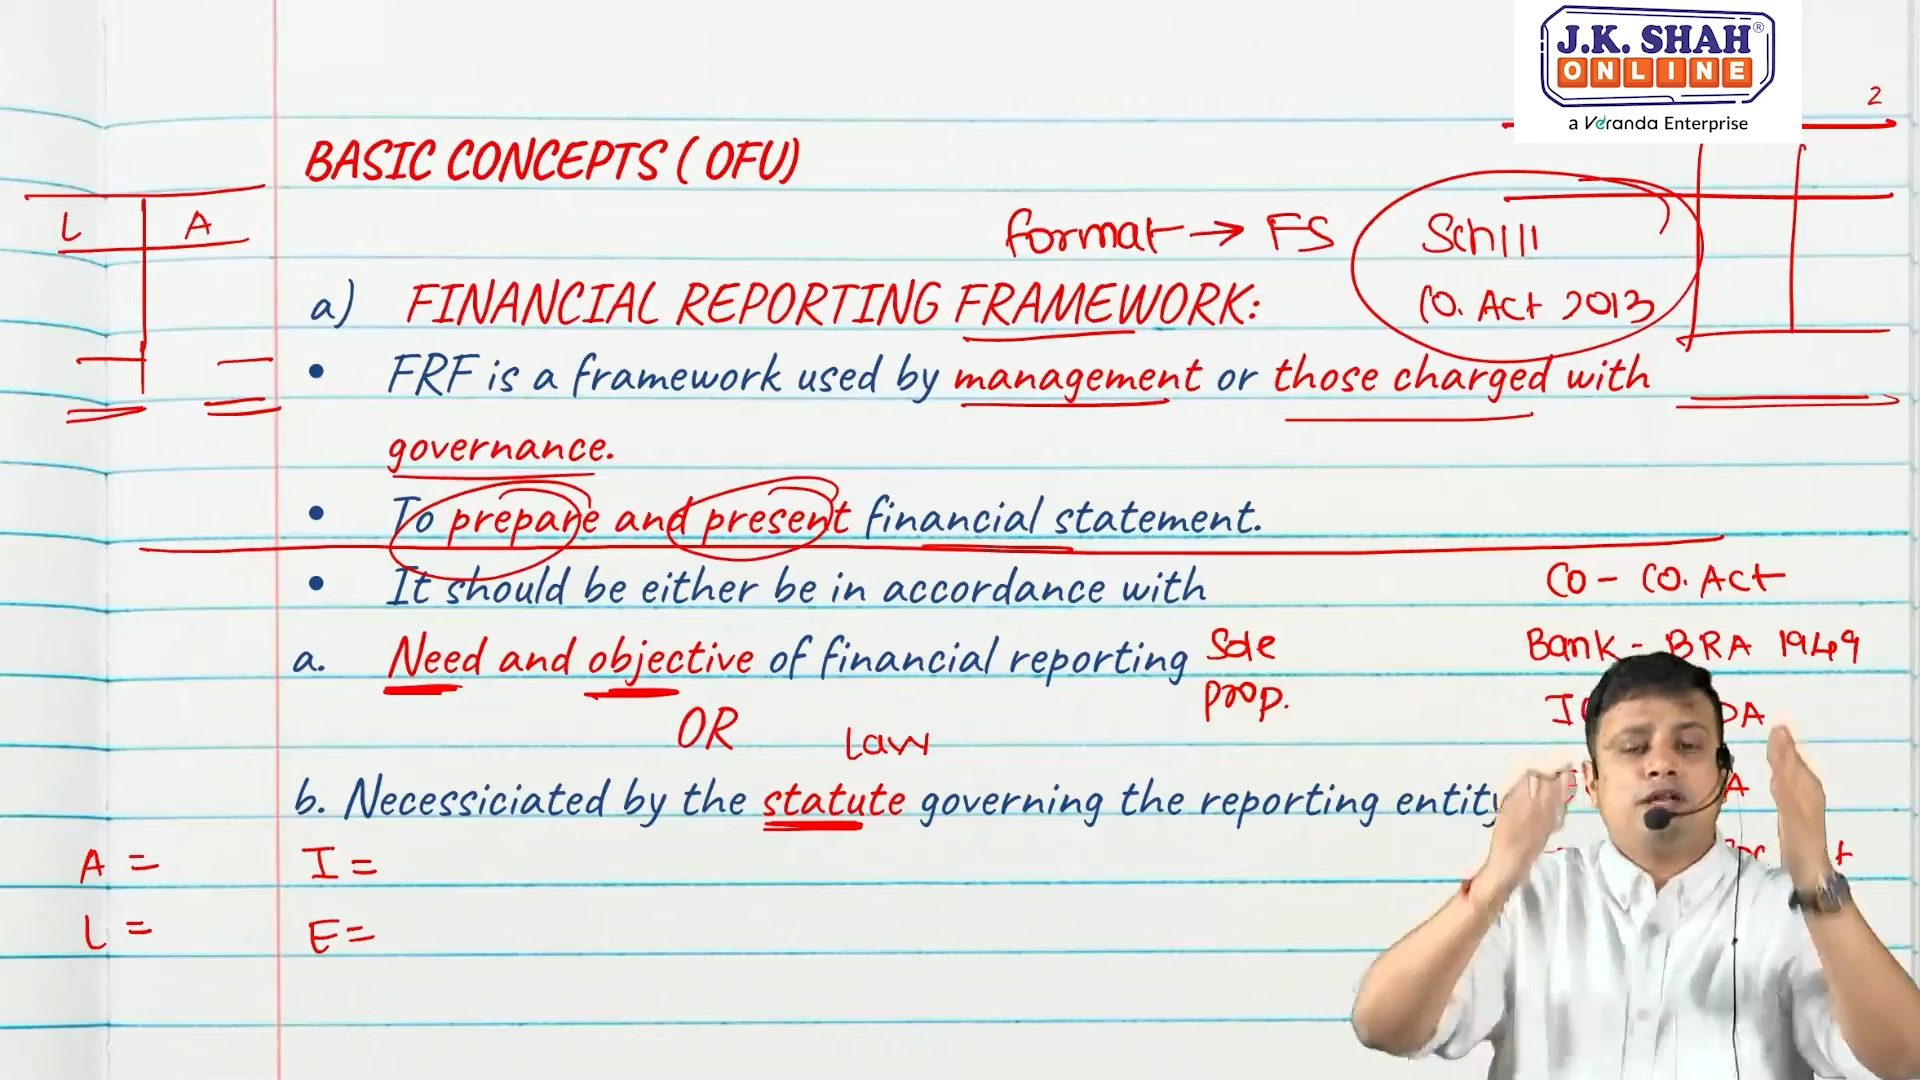 J.K. SHAH®
ONLINE
a Veranda Enterprise
2
BASIC CONCEPTS ( OFU)
L A
format → FS Sch III
CO. Act 2013
a) FINANCIAL REPORTING FRAMEWORK:
• FRF is a framework used by management or those charged with
governance.
• To prepare and present financial statement.
• It should be either be in accordance with
CO - CO. Act
a. Need and objective of financial reporting
Sole
prop.
Bank - BRA 1949
OR
Law
b. Necessiciated by the statute governing the reporting entity
A = I =
L = E =